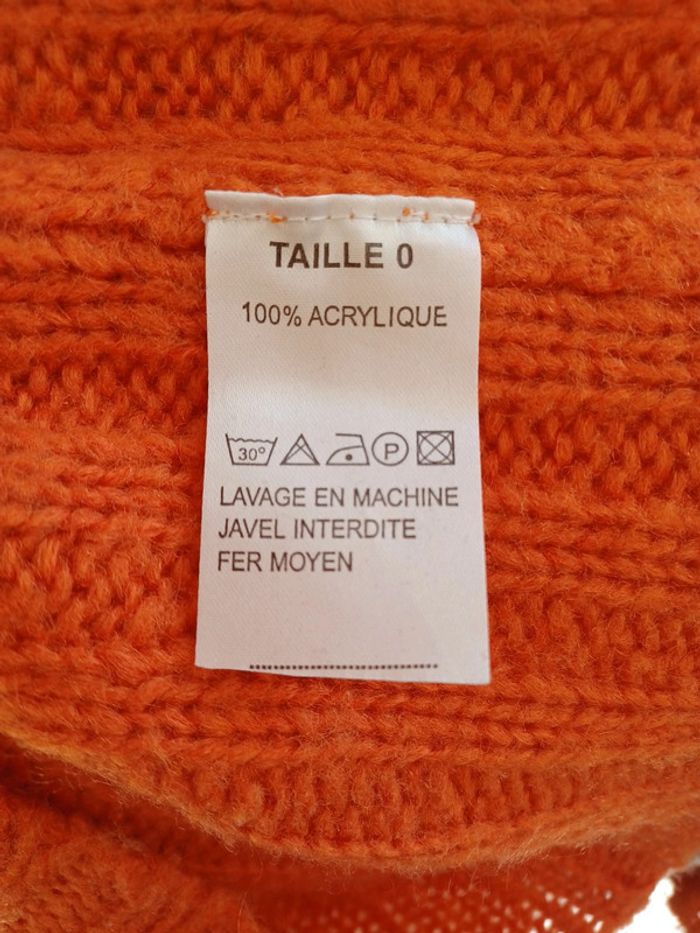 TAILLE 0
100% ACRYLIQUE
30° P
LAVAGE EN MACHINE
JAVEL INTERDITE
FER MOYEN